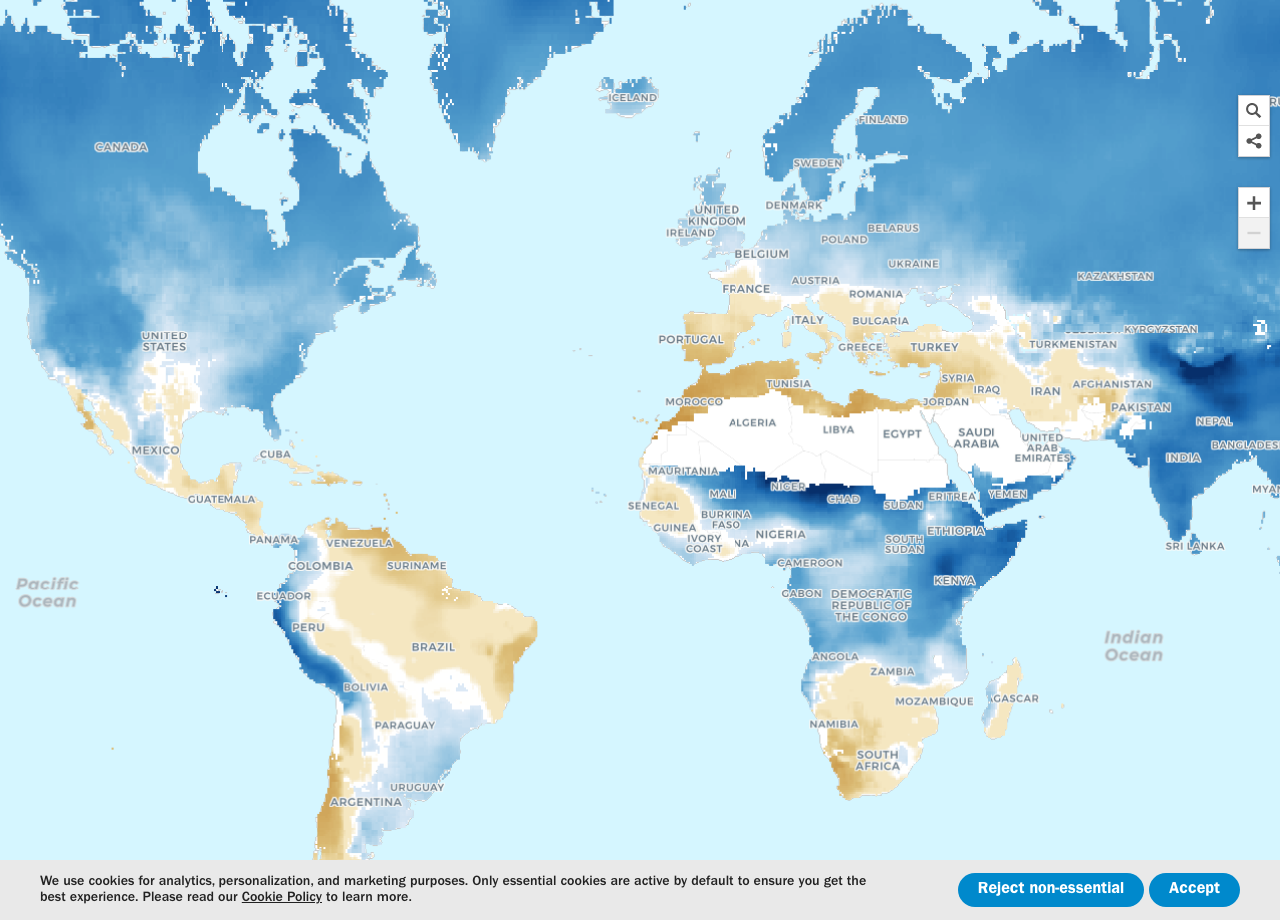 ICELAND
FINLAND
CANADA
SWEDEN
DENMARK
UNITED
KINGDOM
IRELAND
BELARUS
POLAND
BELGIUM
UKRAINE
KAZAKHSTAN
AUSTRIA
FRANCE
ROMANIA
ITALY
BULGARIA
KYRGYZSTAN
UNITED
STATES
PORTUGAL
GREECE
TURKEY
TURKMENISTAN
TUNISIA
SYRIA
IRAQ
IRAN
AFGHANISTAN
MOROCCO
JORDAN
PAKISTAN
ALGERIA
LIBYA
EGYPT
SAUDI
ARABIA
NEPAL
UNITED
ARAB
EMIRATES
BANGLADESH
MEXICO
CUBA
INDIA
MAURITANIA
NIGER
CHAD
MALI
SUDAN
ERITREA
YEMEN
MYAN
GUATEMALA
SENEGAL
BURKINA
FASO
GUINEA
IVORY
COAST
NA
NIGERIA
ETHIOPIA
PANAMA
VENEZUELA
SOUTH
SUDAN
SRI LANKA
COLOMBIA
SURINAME
CAMEROON
KENYA
Pacific
Ocean
ECUADOR
GABON
DEMOCRATIC
REPUBLIC OF
THE CONGO
PERU
BRAZIL
Indian
Ocean
ANGOLA
ZAMBIA
BOLIVIA
MOZAMBIQUE
GASCAR
PARAGUAY
NAMIBIA
SOUTH
AFRICA
URUGUAY
ARGENTINA
We use cookies for analytics, personalization, and marketing purposes. Only essential cookies are active by default to ensure you get the
best experience. Please read our Cookie Policy to learn more.
Reject non-essential
Accept